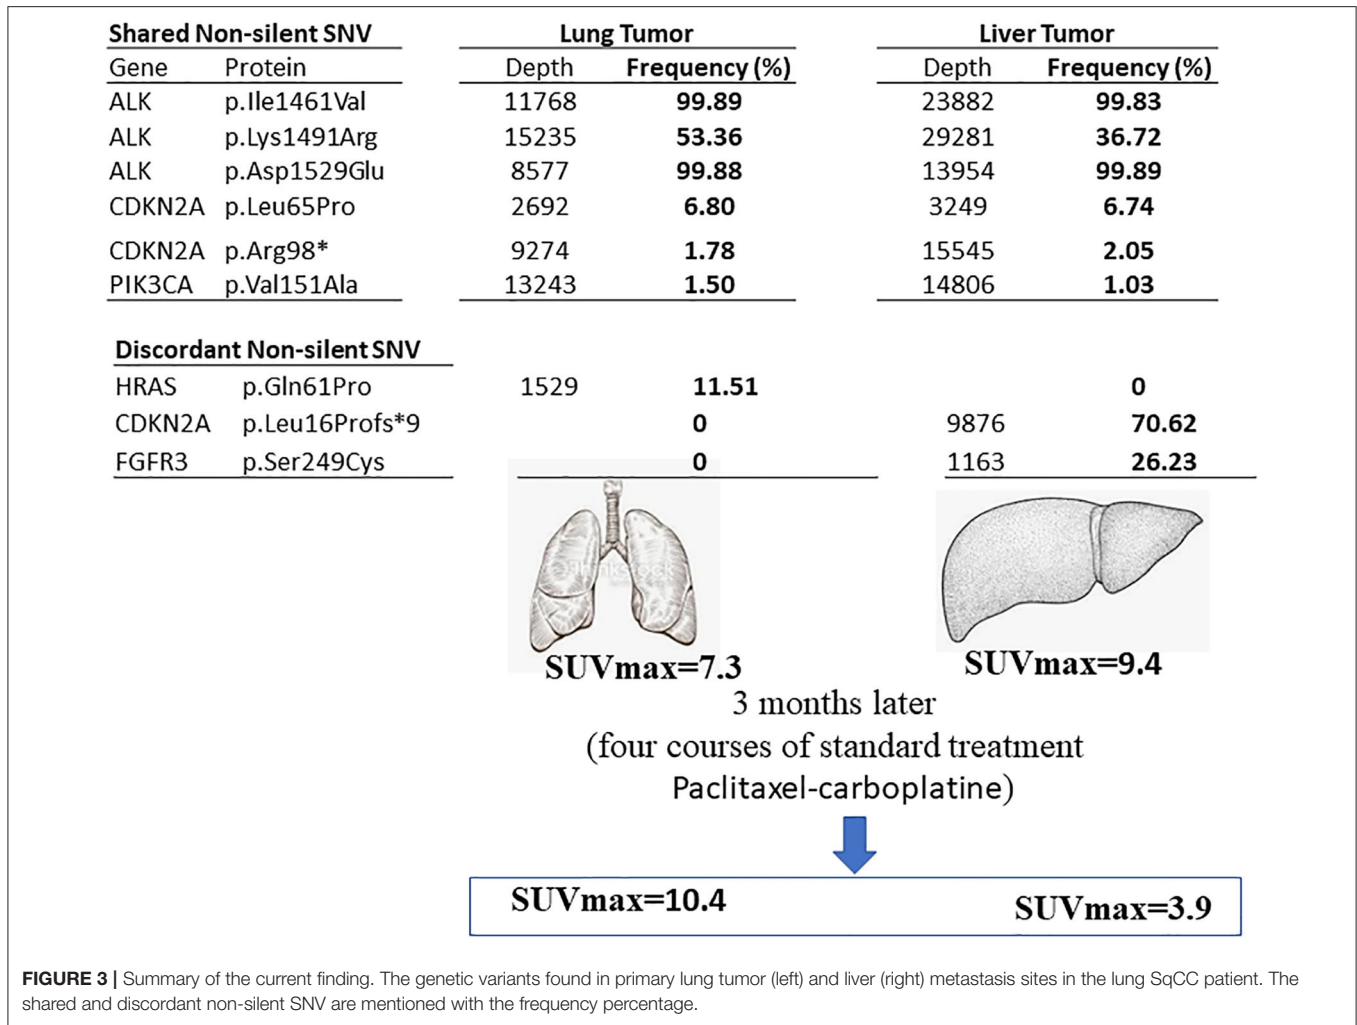 Shared Non-silent SNV Lung Tumor Liver Tumor
Gene Protein Depth Frequency (%) Depth Frequency (%)
ALK p.Ile1461Val 11768 99.89 23882 99.83
ALK p.Lys1491Arg 15235 53.36 29281 36.72
ALK p.Asp1529Glu 8577 99.88 13954 99.89
CDKN2A p.Leu65Pro 2692 6.80 3249 6.74
CDKN2A p.Arg98* 9274 1.78 15545 2.05
PIK3CA p.Val151Ala 13243 1.50 14806 1.03
Discordant Non-silent SNV
HRAS p.Gln61Pro 1529 11.51 0
CDKN2A p.Leu16Profs*9 0 9876 70.62
FGFR3 p.Ser249Cys 0 1163 26.23
SUVmax=7.3 SUVmax=9.4
3 months later
(four courses of standard treatment
Paclitaxel-carboplatine)
SUVmax=10.4 SUVmax=3.9
FIGURE 3 | Summary of the current finding. The genetic variants found in primary lung tumor (left) and liver (right) metastasis sites in the lung SqCC patient. The
shared and discordant non-silent SNV are mentioned with the frequency percentage.